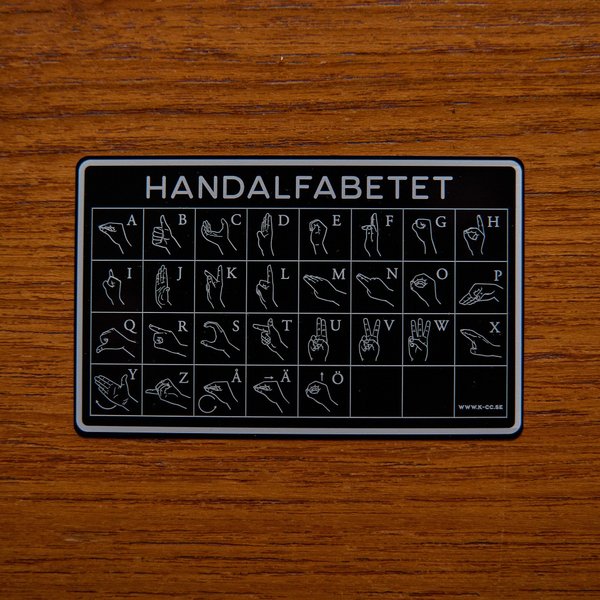 HANDALFABETET
A B C D E F G H
I J K L M N O P
Q R S T U V W X
Y Z Å Ä Ö
WWW.K-CC.SE